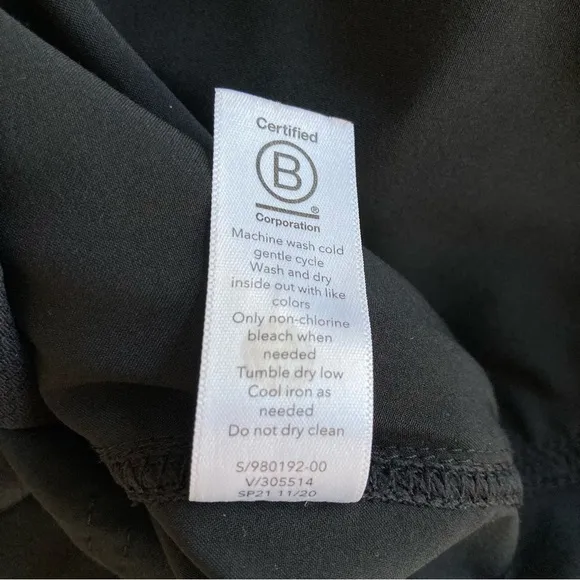 Certified
B
®
Corporation
Machine wash cold
gentle cycle
Wash and dry
inside out with like
colors
Only non-chlorine
bleach when
needed
Tumble dry low
Cool iron as
needed
Do not dry clean
S/980192-00
V/305514
SP21 11/20